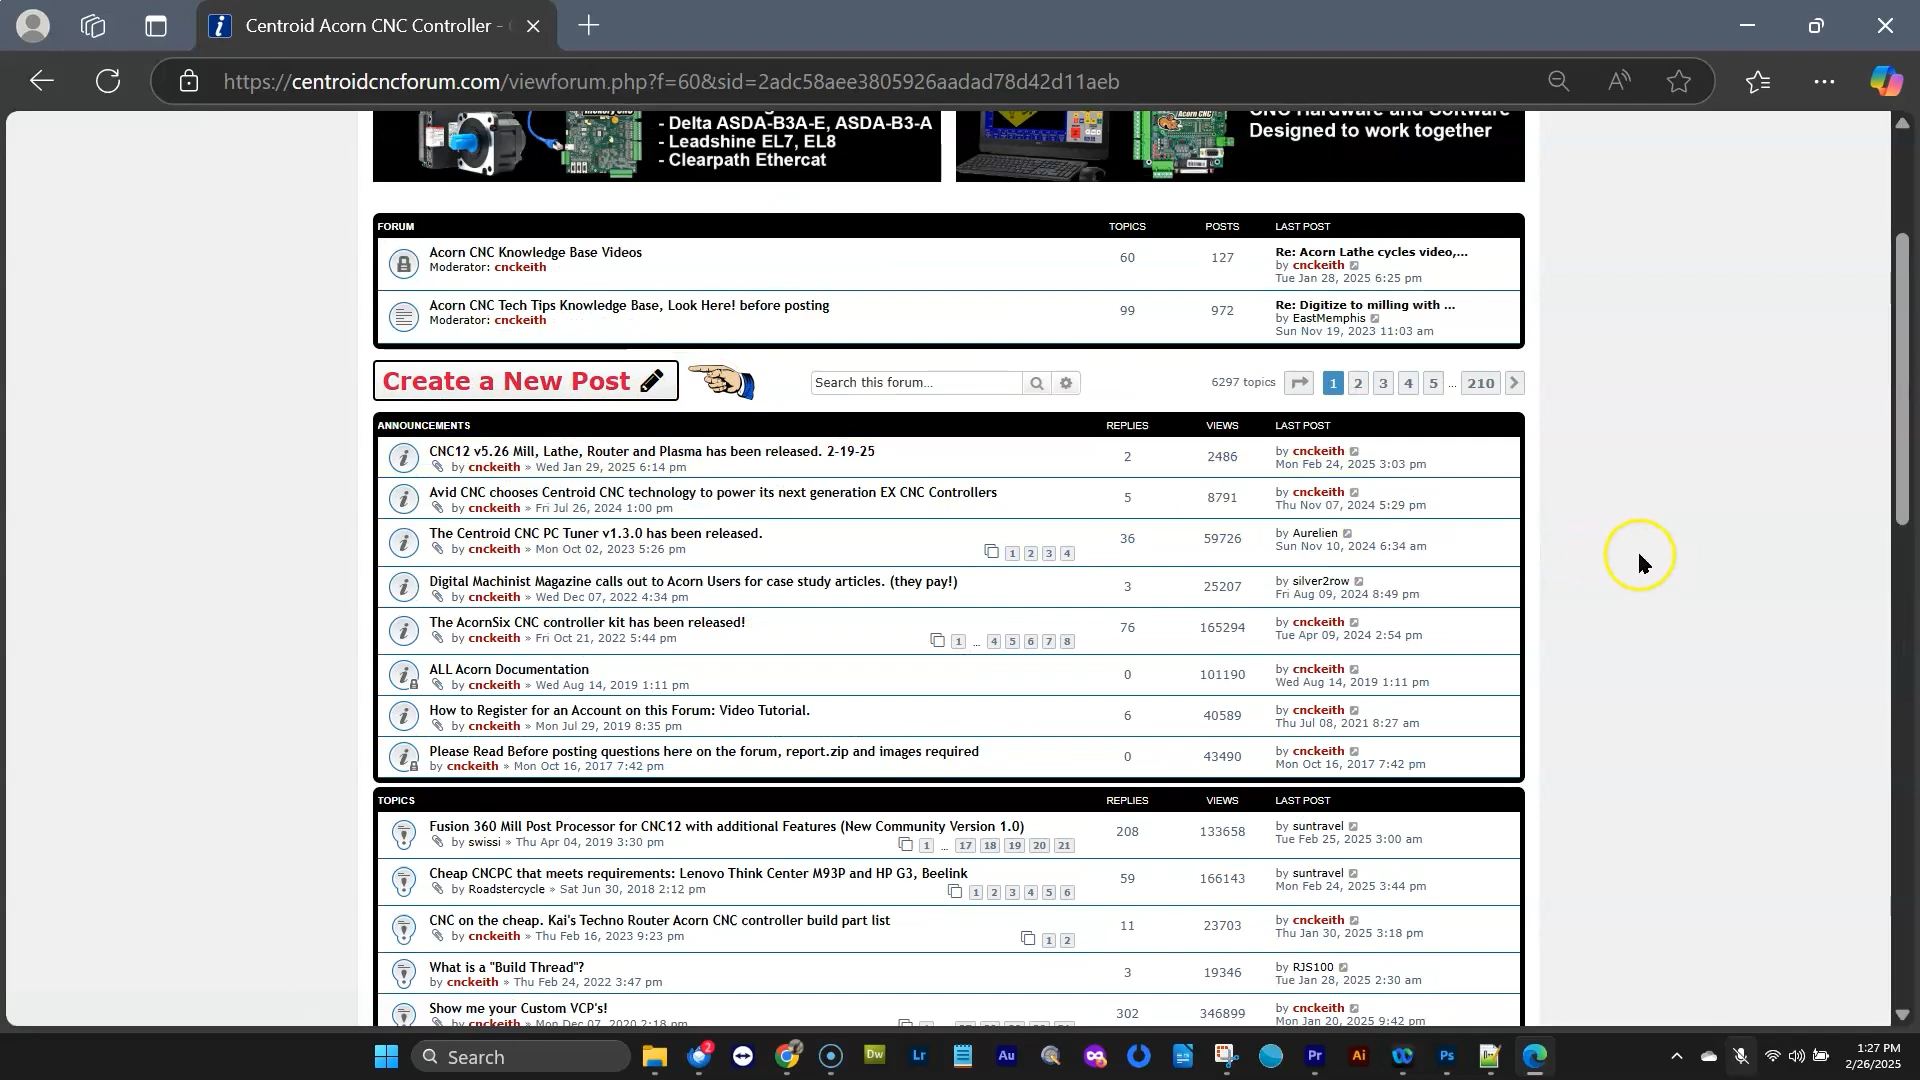 Centroid Acorn CNC Controller -
https://centroidcncforum.com/viewforum.php?f=60&sid=2adc58aee3805926aadad78d42d11aeb
- Delta ASDA-B3A-E, ASDA-B3-A
- Leadshine EL7, EL8
- Clearpath Ethercat
CNC Hardware and Software
Designed to work together
FORUM TOPICS POSTS LAST POST
Acorn CNC Knowledge Base Videos
Moderator: cnckeith
60 127
Re: Acorn Lathe cycles video,...
by cnckeith
Tue Jan 28, 2025 6:25 pm
Acorn CNC Tech Tips Knowledge Base, Look Here! before posting
Moderator: cnckeith
99 972
Re: Digitize to milling with ...
by EastMemphis
Sun Nov 19, 2023 11:03 am
Create a New Post
Search this forum...
6297 topics 1 2 3 4 5 ... 210
ANNOUNCEMENTS REPLIES VIEWS LAST POST
CNC12 v5.26 Mill, Lathe, Router and Plasma has been released. 2-19-25
by cnckeith » Wed Jan 29, 2025 6:14 pm
2 2486
by cnckeith
Mon Feb 24, 2025 3:03 pm
Avid CNC chooses Centroid CNC technology to power its next generation EX CNC Controllers
by cnckeith » Fri Jul 26, 2024 1:00 pm
5 8791
by cnckeith
Thu Nov 07, 2024 5:29 pm
The Centroid CNC PC Tuner v1.3.0 has been released.
by cnckeith » Mon Oct 02, 2023 5:26 pm
1 2 3 4
36 59726
by Aurelien
Sun Nov 10, 2024 6:34 am
Digital Machinist Magazine calls out to Acorn Users for case study articles. (they pay!)
by cnckeith » Wed Dec 07, 2022 4:34 pm
3 25207
by silver2row
Fri Aug 09, 2024 8:49 pm
The AcornSix CNC controller kit has been released!
by cnckeith » Fri Oct 21, 2022 5:44 pm
1 ... 4 5 6 7 8
76 165294
by cnckeith
Tue Apr 09, 2024 2:54 pm
ALL Acorn Documentation
by cnckeith » Wed Aug 14, 2019 1:11 pm
0 101190
by cnckeith
Wed Aug 14, 2019 1:11 pm
How to Register for an Account on this Forum: Video Tutorial.
by cnckeith » Mon Jul 29, 2019 8:35 pm
6 40589
by cnckeith
Thu Jul 08, 2021 8:27 am
Please Read Before posting questions here on the forum, report.zip and images required
by cnckeith » Mon Oct 16, 2017 7:42 pm
0 43490
by cnckeith
Mon Oct 16, 2017 7:42 pm
TOPICS REPLIES VIEWS LAST POST
Fusion 360 Mill Post Processor for CNC12 with additional Features (New Community Version 1.0)
by swissi » Thu Apr 04, 2019 3:30 pm
1 ... 17 18 19 20 21
208 133658
by suntravel
Tue Feb 25, 2025 3:00 am
Cheap CNCPC that meets requirements: Lenovo Think Center M93P and HP G3, Beelink
by Roadstercycle » Sat Jun 30, 2018 2:12 pm
1 2 3 4 5 6
59 166143
by suntravel
Mon Feb 24, 2025 3:44 pm
CNC on the cheap. Kai's Techno Router Acorn CNC controller build part list
by cnckeith » Thu Feb 16, 2023 9:23 pm
1 2
11 23703
by cnckeith
Thu Jan 30, 2025 3:18 pm
What is a "Build Thread"?
by cnckeith » Thu Feb 24, 2022 3:47 pm
3 19346
by RJS100
Tue Jan 28, 2025 2:30 am
Show me your Custom VCP's!
by cnckeith » Mon Dec 07, 2020 2:18 pm
302 346899
by cnckeith
Mon Jan 20, 2025 9:42 pm
Search
2
Dw
Lr
Au
Pr
Ai
Ps
1:27 PM
2/26/2025